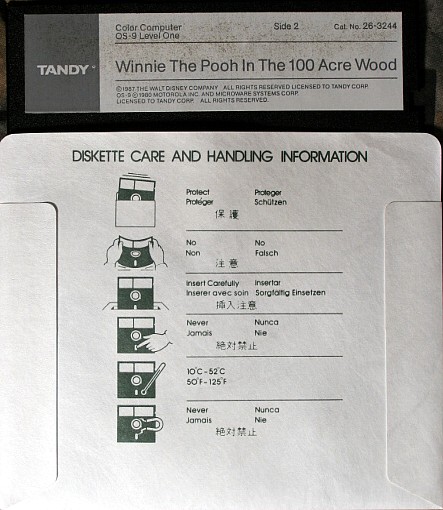 Color Computer Side 2 Cat. No. 26-3244
OS-9 Level One
TANDY
Winnie The Pooh In The 100 Acre Wood
©1987 THE WALT DISNEY COMPANY ALL RIGHTS RESERVED LICENSED TO TANDY CORP.
OS-9 ©1980 MOTOROLA INC. AND MICROWARE SYSTEMS CORP.
LICENSED TO TANDY CORP. ALL RIGHTS RESERVED.
DISKETTE CARE AND HANDLING INFORMATION
Protect Proteger
Protéger Schützen
保護
No No
Non Falsch
注意
Insert Carefully Insertar
Inserer avec soin Sorgfältig Einsetzen
挿入注意
Never Nunca
Jamais Nie
絶対禁止
10°C-52°C
50°F-125°F
Never Nunca
Jamais Nie
絶対禁止